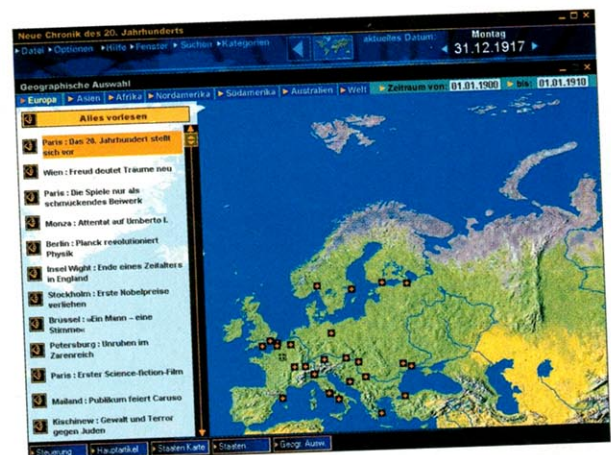 Neue Chronik des 20. Jahrhunderts
Datei Optionen Hilfe Fenster Suchen Kategorien
aktuelles Datum:
Montag
31.12.1917
Geographische Auswahl
Europa Asien Afrika Nordamerika Südamerika Australien Welt
Zeitraum von: 01.01.1900 bis: 01.01.1910
Alles vorlesen
Paris : Das 20. Jahrhundert stellt
sich vor
Wien : Freud deutet Träume neu
Paris : Die Spiele nur als
schmückendes Beiwerk
Monza : Attentat auf Umberto I.
Berlin : Planck revolutioniert
Physik
Insel Wight : Ende eines Zeitalters
in England
Stockholm : Erste Nobelpreise
verliehen
Brüssel : »Ein Mann – eine
Stimme«
Petersburg : Unruhen im
Zarenreich
Paris : Erster Science-fiction-Film
Mailand : Publikum feiert Caruso
Kischinew : Gewalt und Terror
gegen Juden
Steuerung Hauptartikel Staaten Karte Staaten Geogr. Ausw.